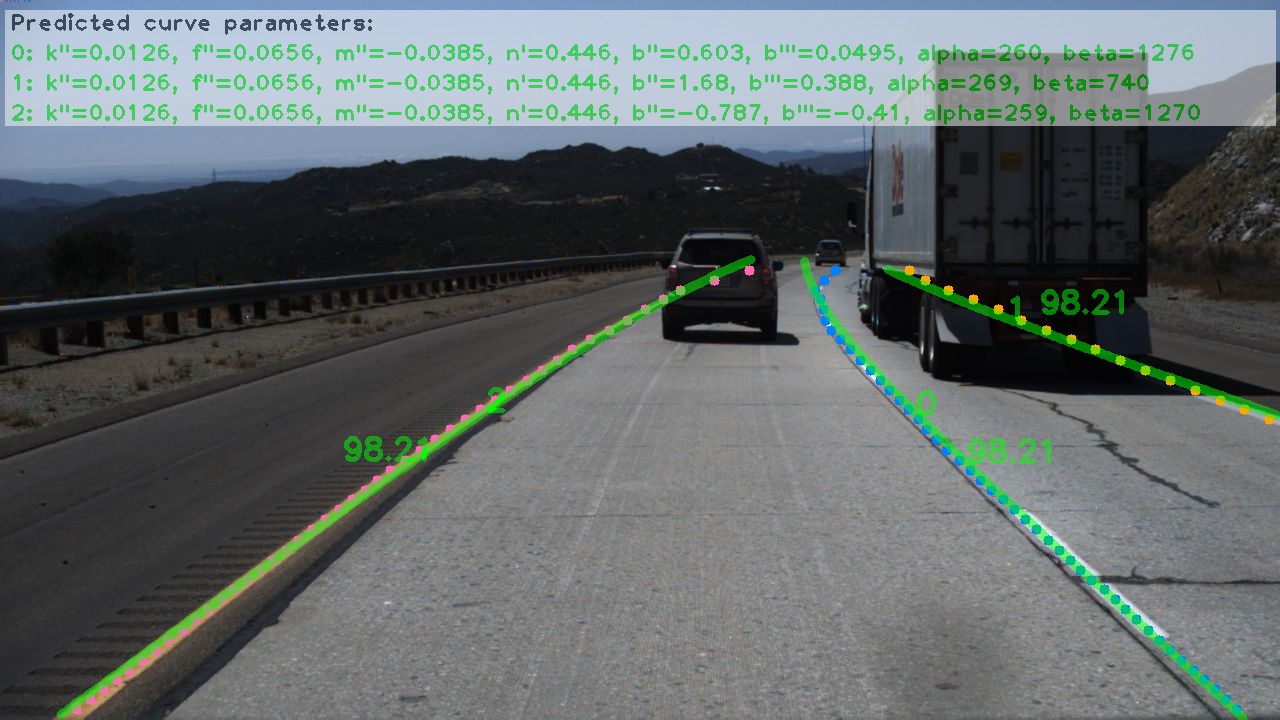 Predicted curve parameters:
0: k''=0.0126, f''=0.0656, m''=−0.0385, n'=0.446, b''=0.603, b'''=0.0495, alpha=260, beta=1276
1: k''=0.0126, f''=0.0656, m''=−0.0385, n'=0.446, b''=1.68, b'''=0.388, alpha=269, beta=740
2: k''=0.0126, f''=0.0656, m''=−0.0385, n'=0.446, b''=−0.787, b'''=−0.41, alpha=259, beta=1270
1 98.21
2
0
98.21
98.21